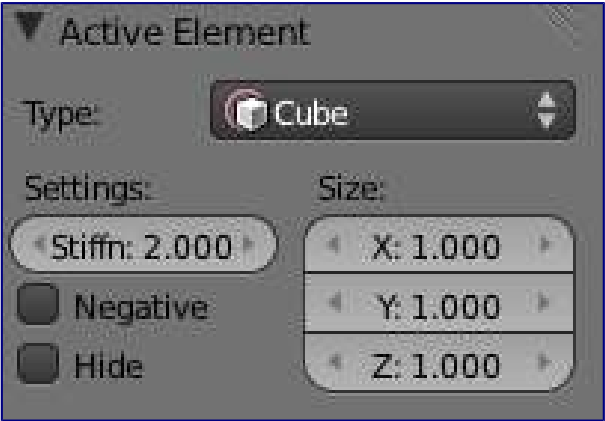 Active Element
Type: Cube
Settings: Size:
Stiffn: 2.000 X: 1.000
Negative Y: 1.000
Hide Z: 1.000